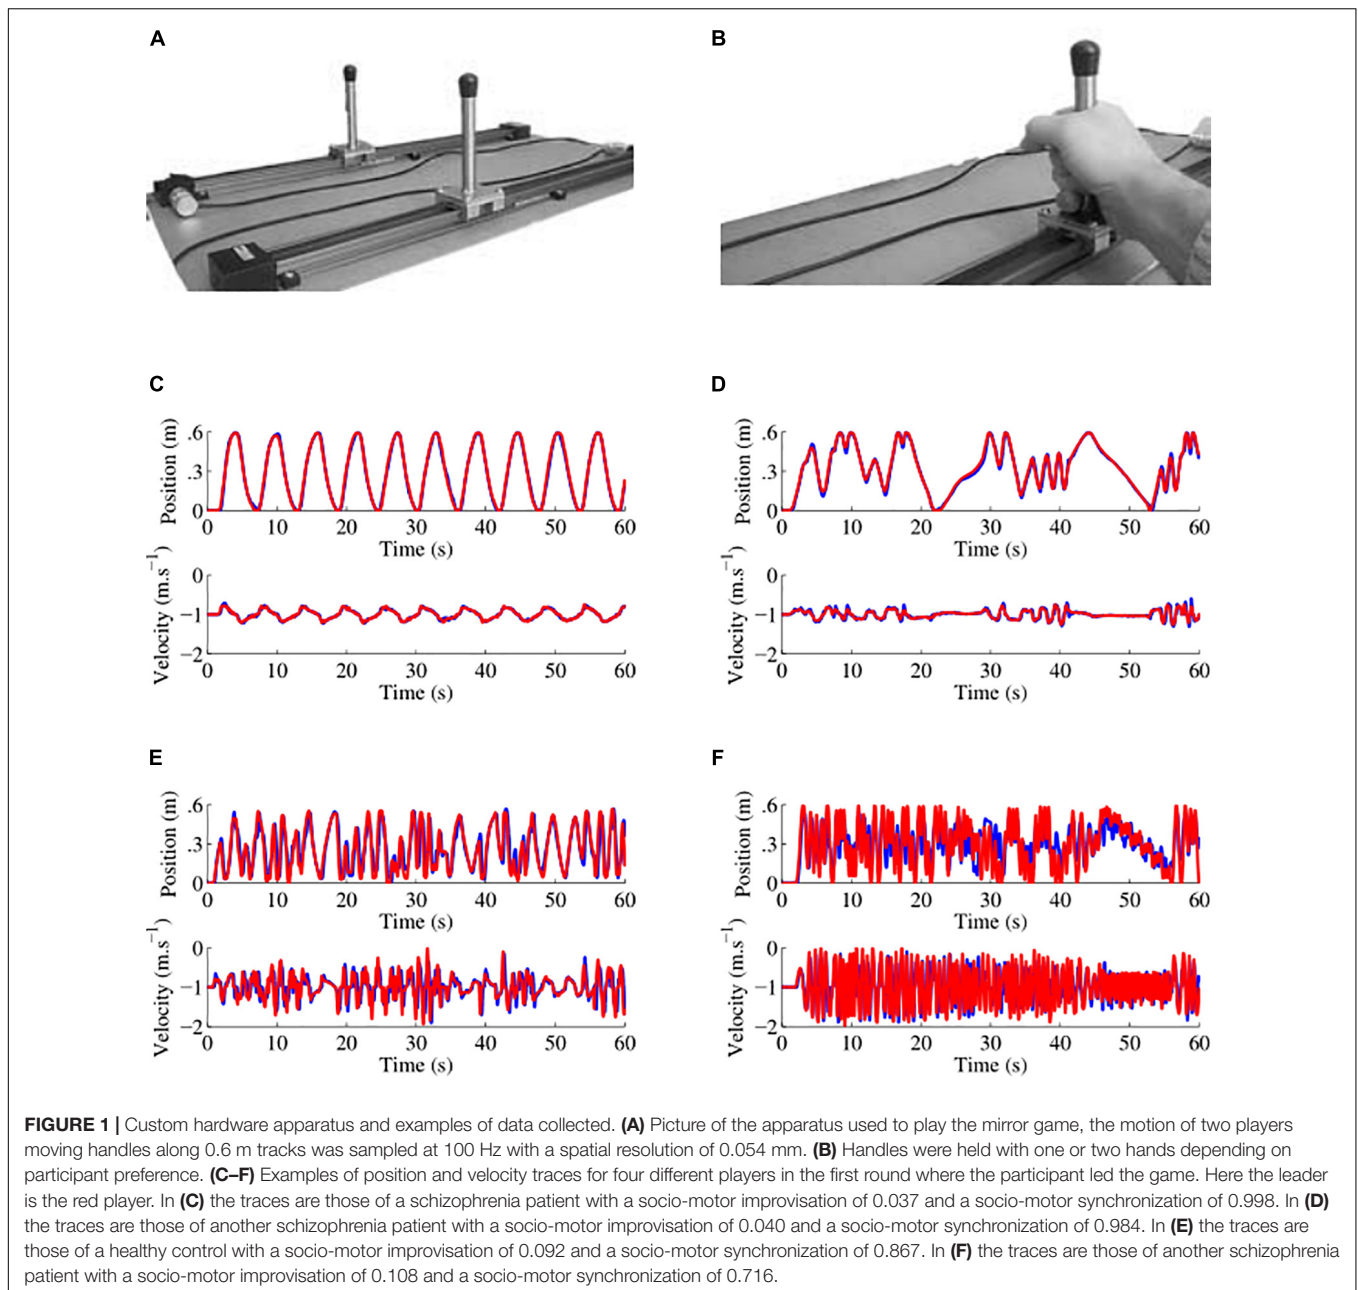 A
B
C
D
.6
.3
0
Position (m)
0 10 20 30 40 50 60
Time (s)
.6
.3
0
Position (m)
0 10 20 30 40 50 60
Time (s)
0
−1
−2
Velocity (m.s⁻¹)
0 10 20 30 40 50 60
Time (s)
0
−1
−2
Velocity (m.s⁻¹)
0 10 20 30 40 50 60
Time (s)
E
F
.6
.3
0
Position (m)
0 10 20 30 40 50 60
Time (s)
.6
.3
0
Position (m)
0 10 20 30 40 50 60
Time (s)
0
−1
−2
Velocity (m.s⁻¹)
0 10 20 30 40 50 60
Time (s)
0
−1
−2
Velocity (m.s⁻¹)
0 10 20 30 40 50 60
Time (s)
FIGURE 1 | Custom hardware apparatus and examples of data collected. (A) Picture of the apparatus used to play the mirror game, the motion of two players
moving handles along 0.6 m tracks was sampled at 100 Hz with a spatial resolution of 0.054 mm. (B) Handles were held with one or two hands depending on
participant preference. (C–F) Examples of position and velocity traces for four different players in the first round where the participant led the game. Here the leader
is the red player. In (C) the traces are those of a schizophrenia patient with a socio-motor improvisation of 0.037 and a socio-motor synchronization of 0.998. In (D)
the traces are those of another schizophrenia patient with a socio-motor improvisation of 0.040 and a socio-motor synchronization of 0.984. In (E) the traces are
those of a healthy control with a socio-motor improvisation of 0.092 and a socio-motor synchronization of 0.867. In (F) the traces are those of another schizophrenia
patient with a socio-motor improvisation of 0.108 and a socio-motor synchronization of 0.716.